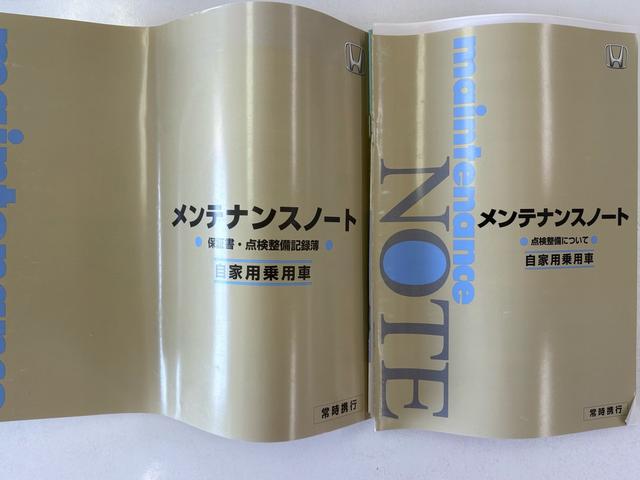 maintenance
メンテナンスノート
保証書・点検整備記録簿
自家用乗用車
常時携行
maintenance
NOTE
メンテナンスノート
点検整備について
自家用乗用車
常時携行